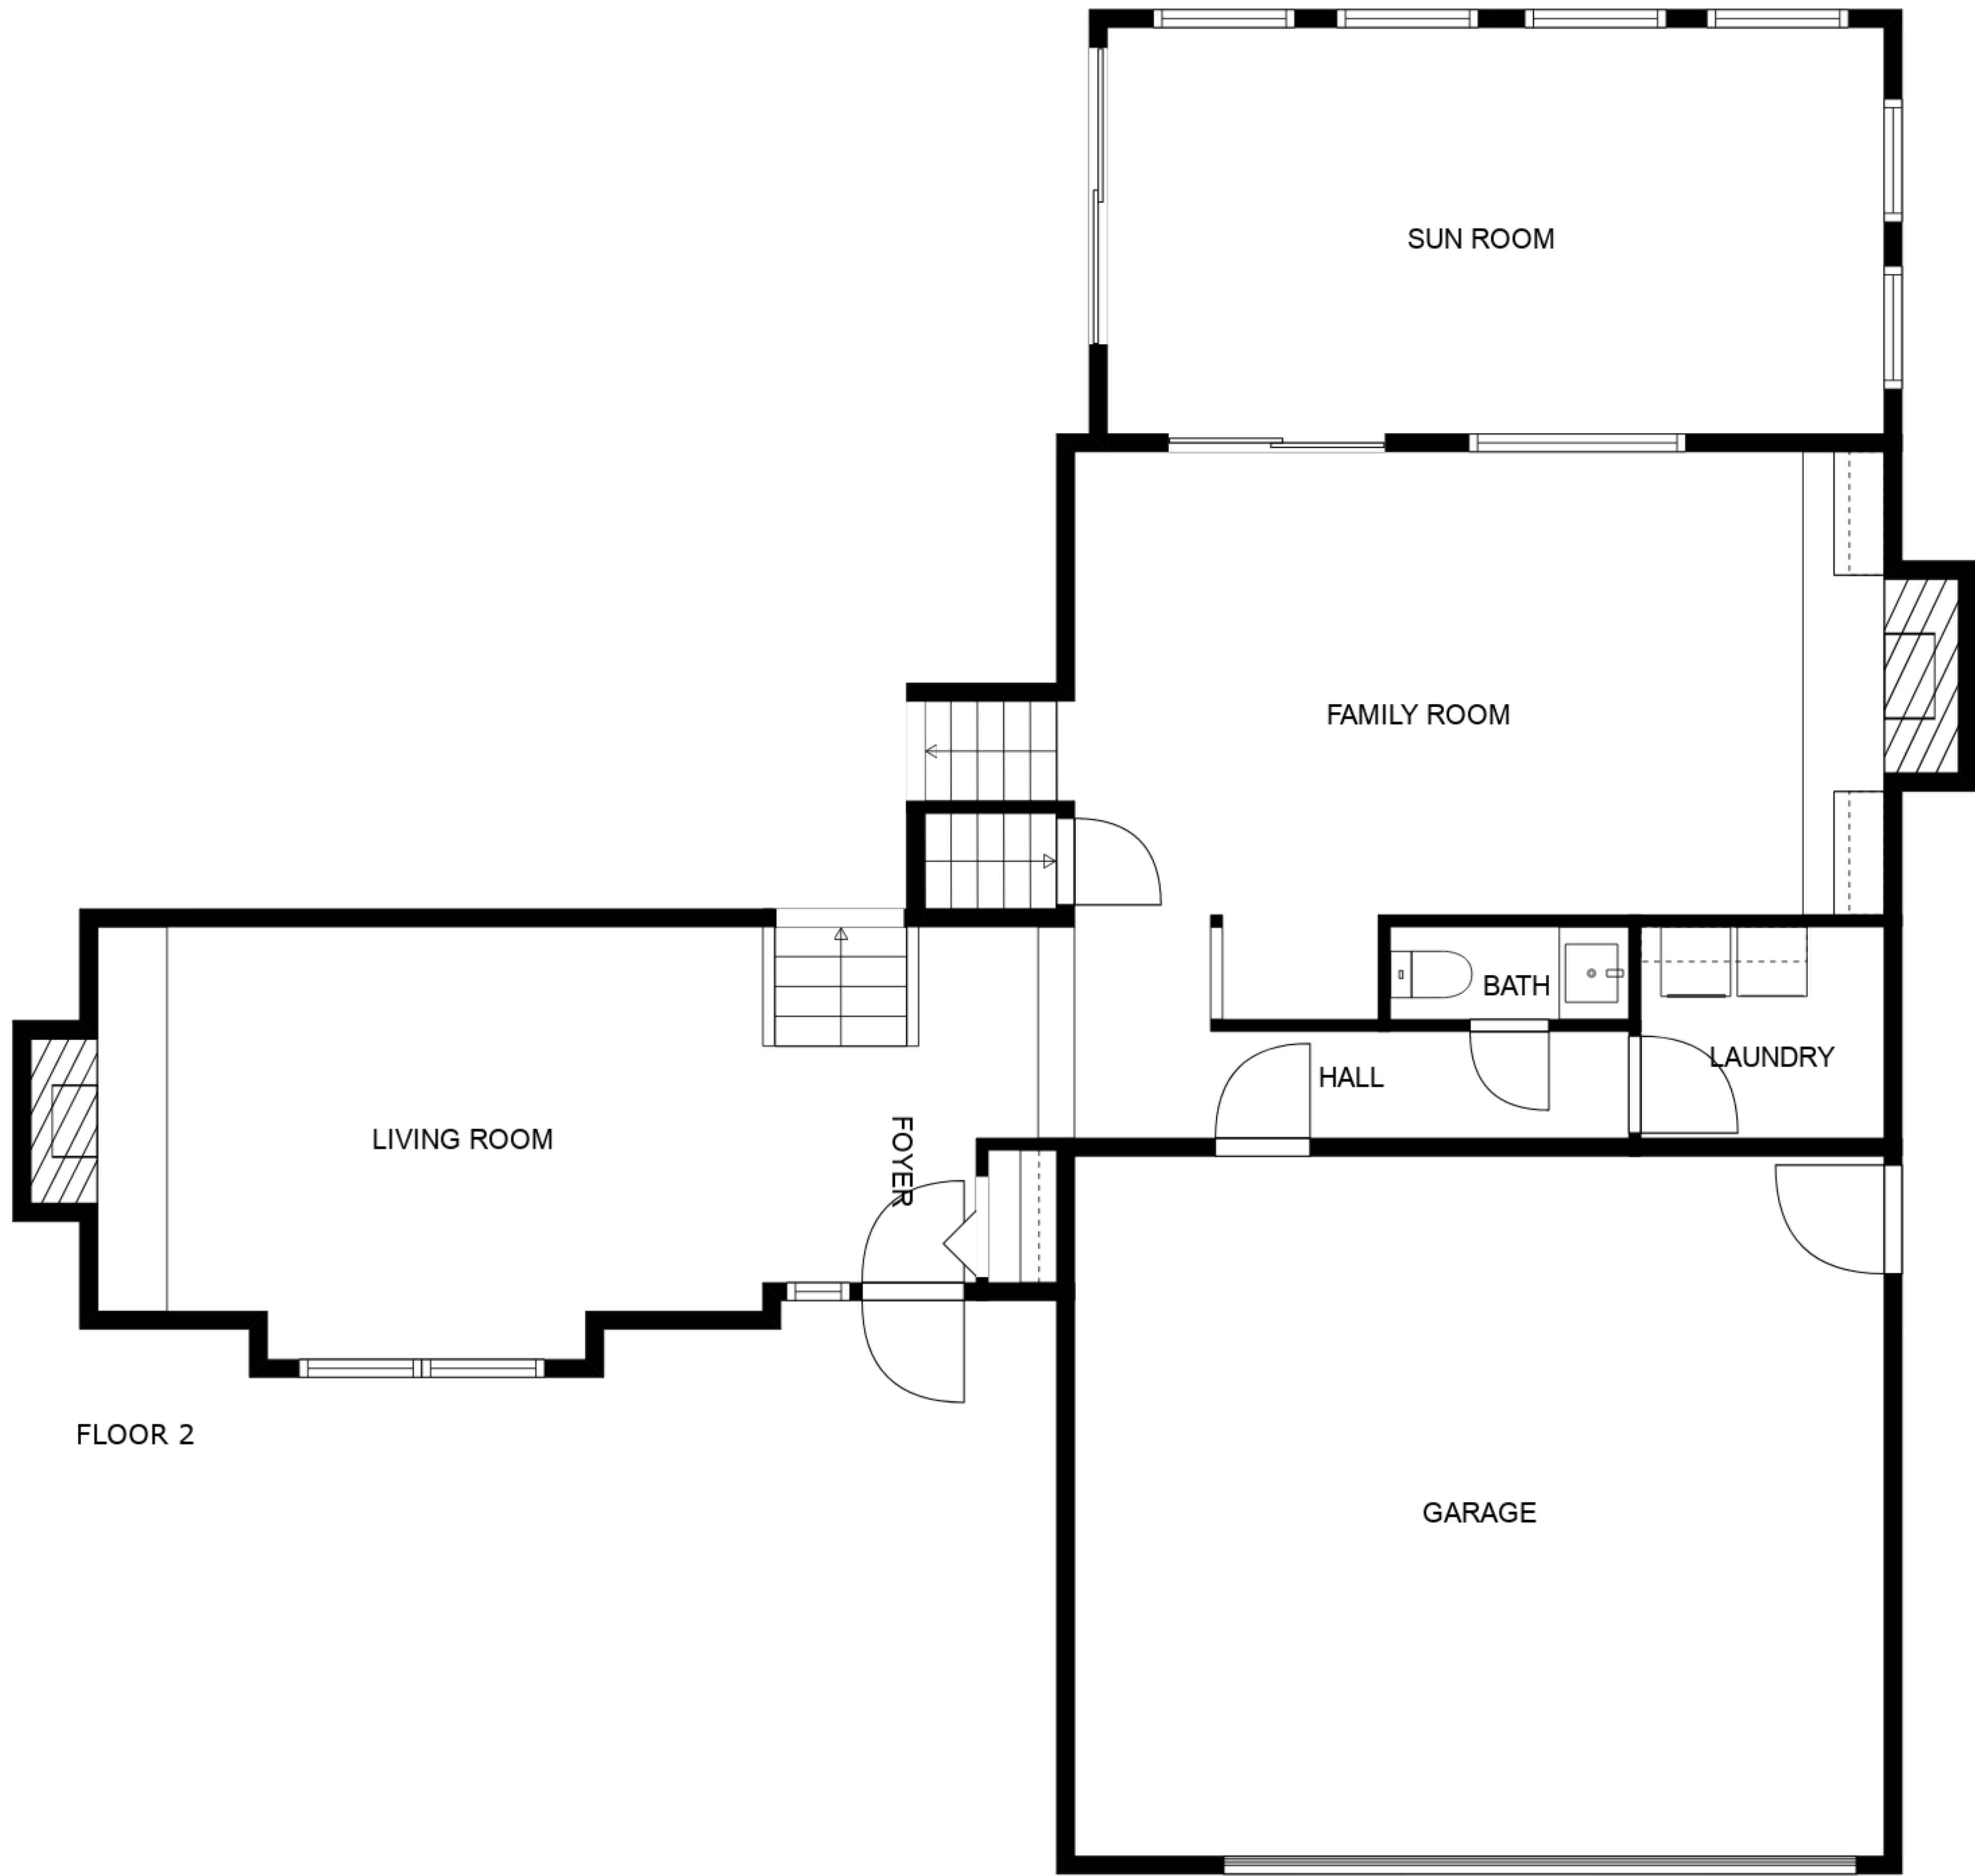 SUN ROOM
FAMILY ROOM
BATH
LAUNDRY
HALL
LIVING ROOM
FOYER
FLOOR 2
GARAGE